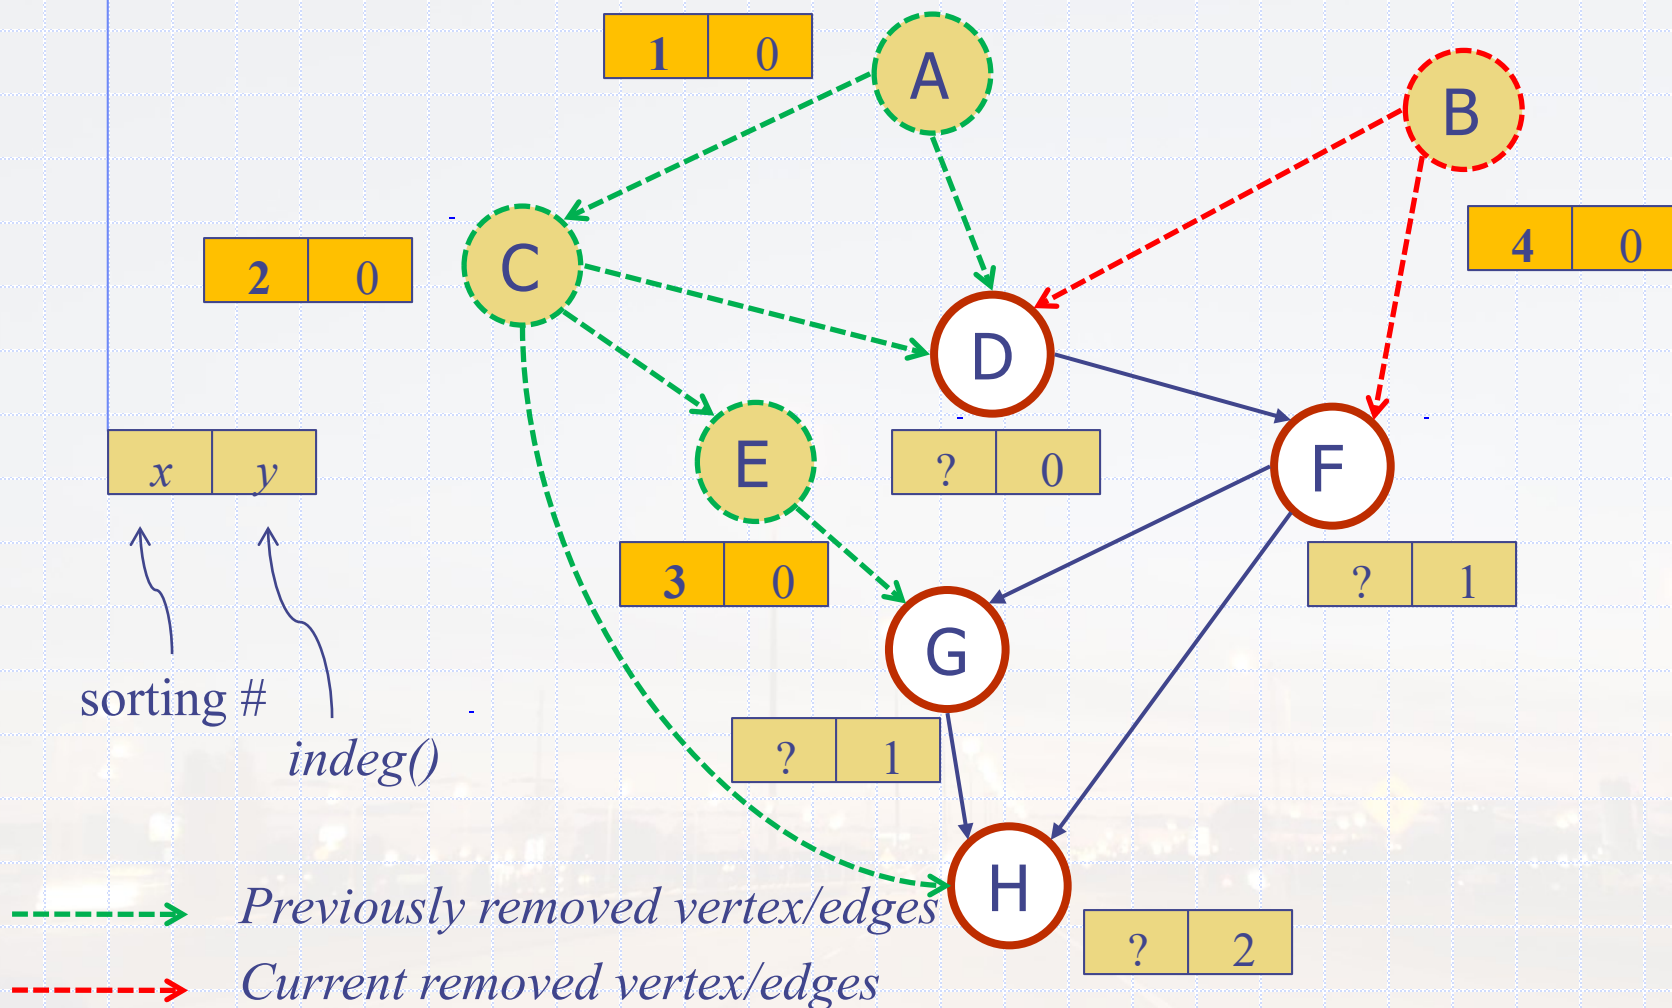 1 0
A
B
4 0
C
2 0
D
E
x y
? 0
F
3 0
? 1
G
sorting #
indeg()
? 1
H
Previously removed vertex/edges
? 2
Current removed vertex/edges